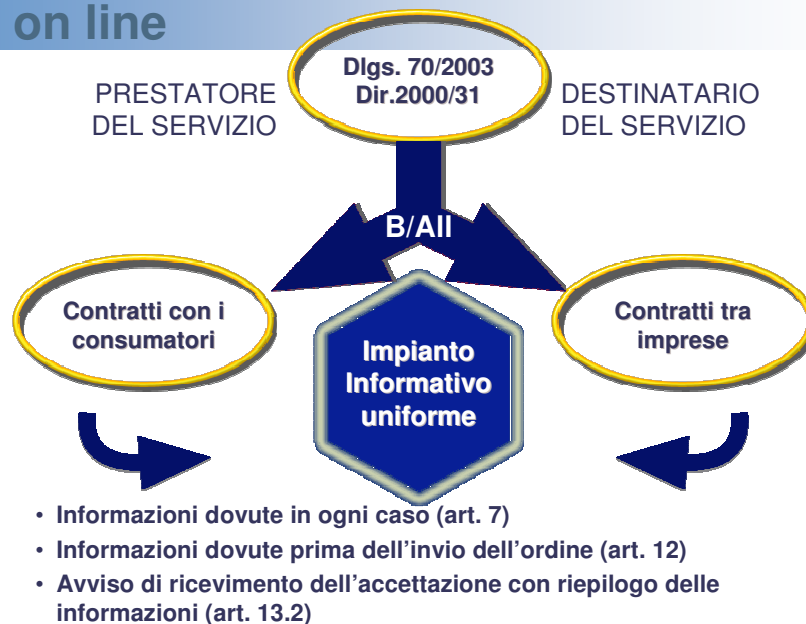 on line
Dlgs. 70/2003
Dir.2000/31
PRESTATORE
DEL SERVIZIO
DESTINATARIO
DEL SERVIZIO
B/All
Contratti con i
consumatori
Contratti tra
imprese
Impianto
Informativo
uniforme
• Informazioni dovute in ogni caso (art. 7)
• Informazioni dovute prima dell'invio dell'ordine (art. 12)
• Avviso di ricevimento dell'accettazione con riepilogo delle
informazioni (art. 13.2)